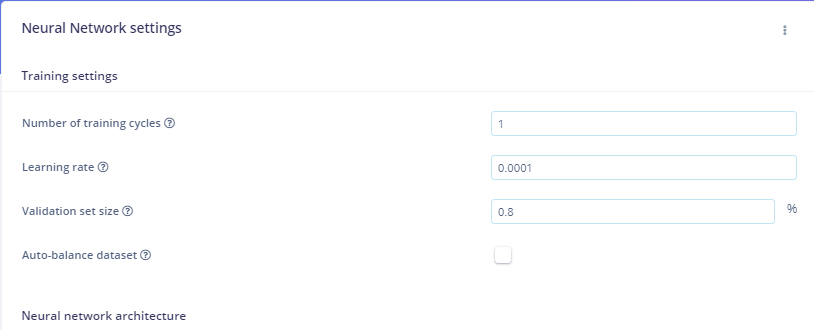 Neural Network settings
Training settings
Number of training cycles
1
Learning rate
0.0001
Validation set size
0.8 %
Auto-balance dataset
Neural network architecture